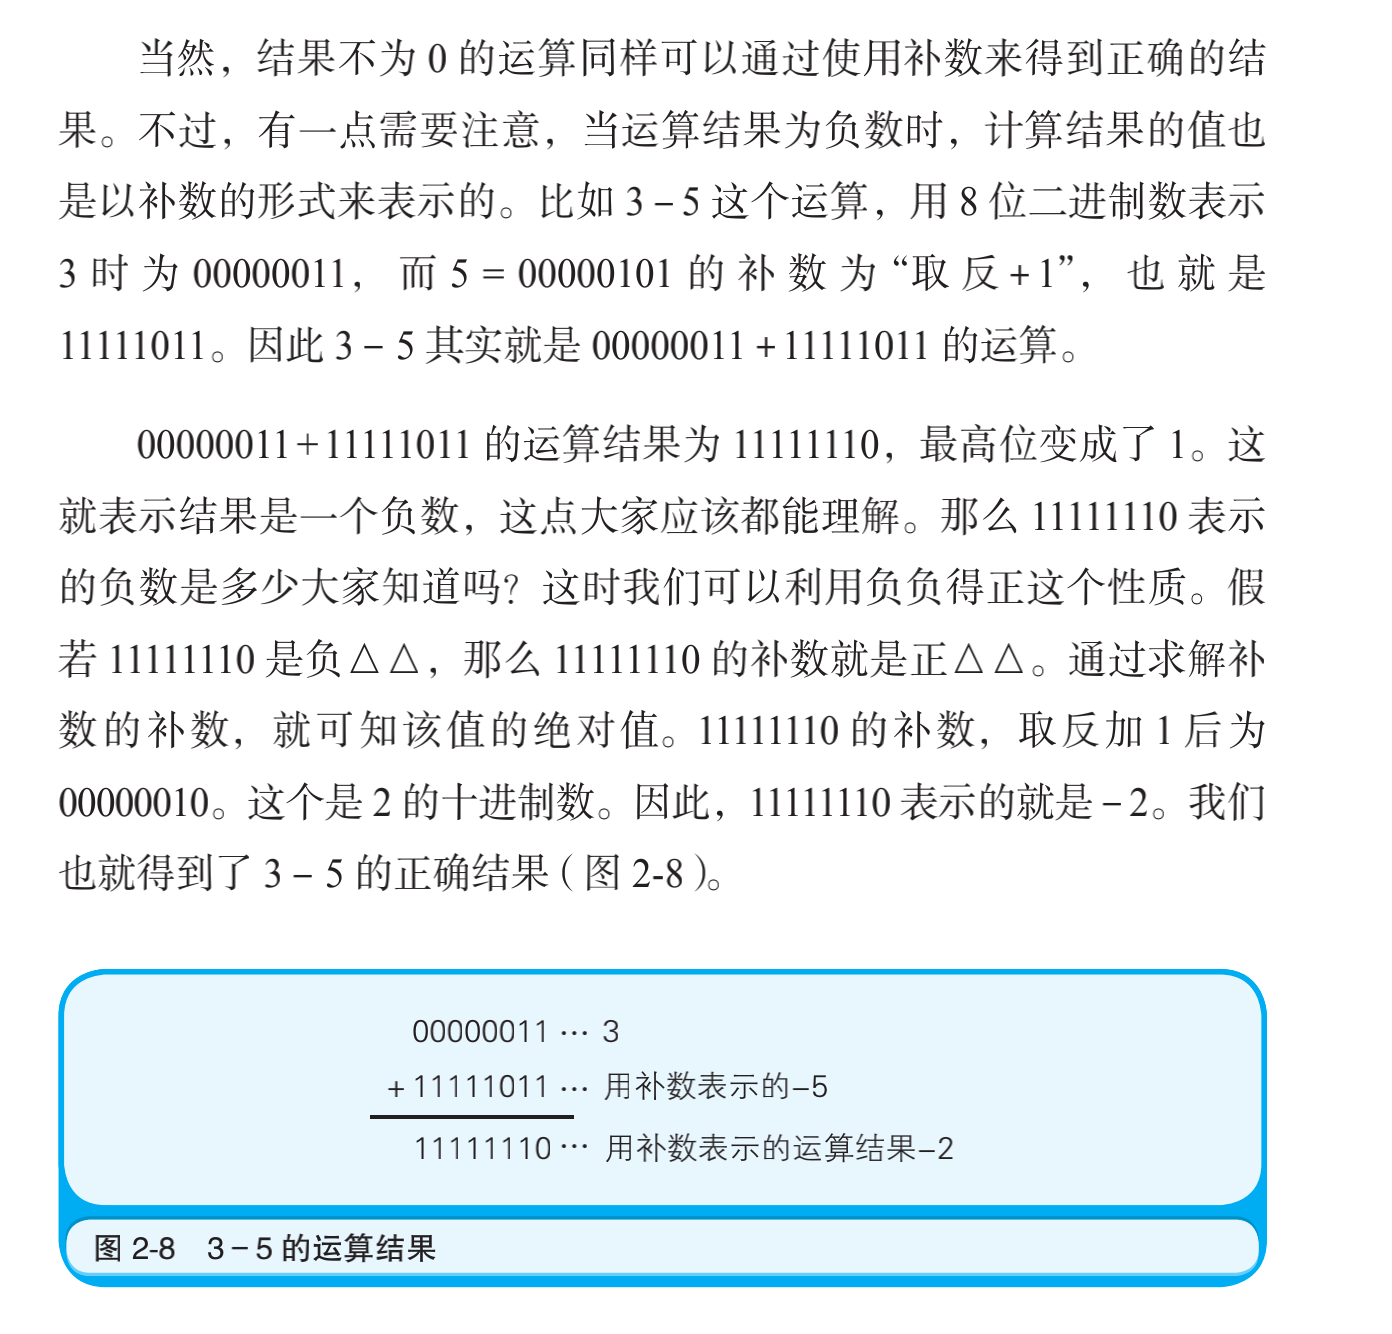 当然，结果不为 0 的运算同样可以通过使用补数来得到正确的结
果。不过，有一点需要注意，当运算结果为负数时，计算结果的值也
是以补数的形式来表示的。比如 3 – 5 这个运算，用 8 位二进制数表示
3 时 为 00000011， 而 5 = 00000101 的 补 数 为 “取 反 + 1”， 也 就 是
11111011。因此 3 – 5 其实就是 00000011 + 11111011 的运算。
00000011 + 11111011 的运算结果为 11111110，最高位变成了 1。这
就表示结果是一个负数，这点大家应该都能理解。那么 11111110 表示
的负数是多少大家知道吗？这时我们可以利用负负得正这个性质。假
若 11111110 是负△△，那么 11111110 的补数就是正△△。通过求解补
数的补数，就可知该值的绝对值。11111110 的补数，取反加 1 后为
00000010。这个是 2 的十进制数。因此，11111110 表示的就是 – 2。我们
也就得到了 3 – 5 的正确结果（图 2-8）。
00000011 … 3
+ 11111011 … 用补数表示的–5
11111110 … 用补数表示的运算结果–2
图 2-8 3 – 5 的运算结果